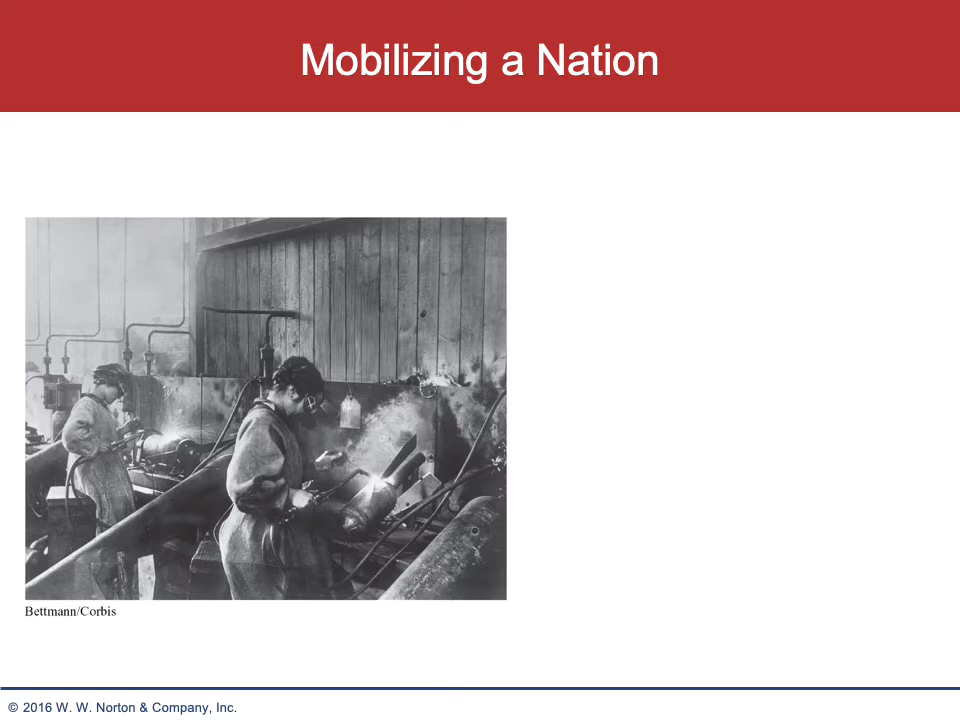 Mobilizing a Nation
Bettmann/Corbis
© 2016 W. W. Norton & Company, Inc.